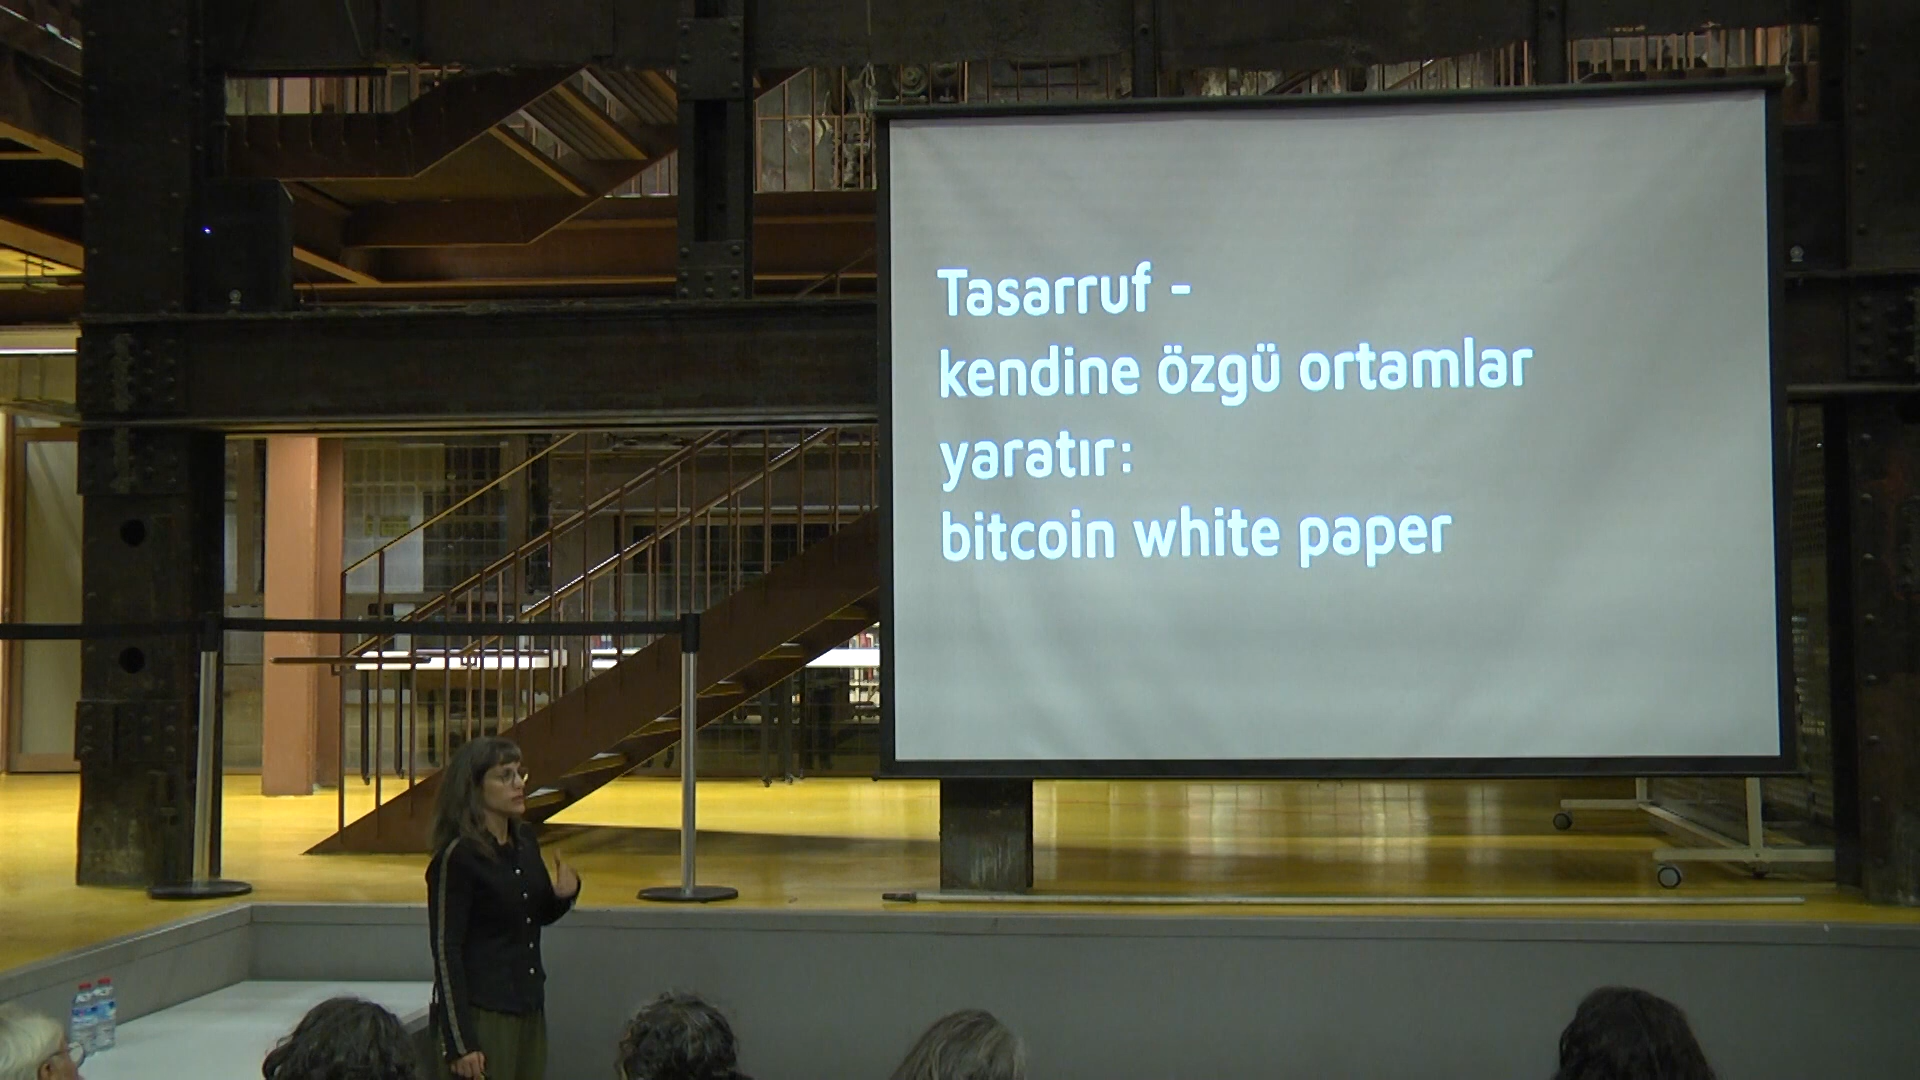 Tasarruf -
kendine özgü ortamlar
yaratır:
bitcoin white paper